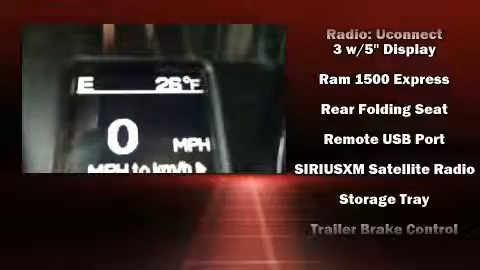 E 26°F
0 MPH
MPH to km/h
Radio: Uconnect
3 w/5" Display
Ram 1500 Express
Rear Folding Seat
Remote USB Port
SIRIUSXM Satellite Radio
Storage Tray
Trailer Brake Control